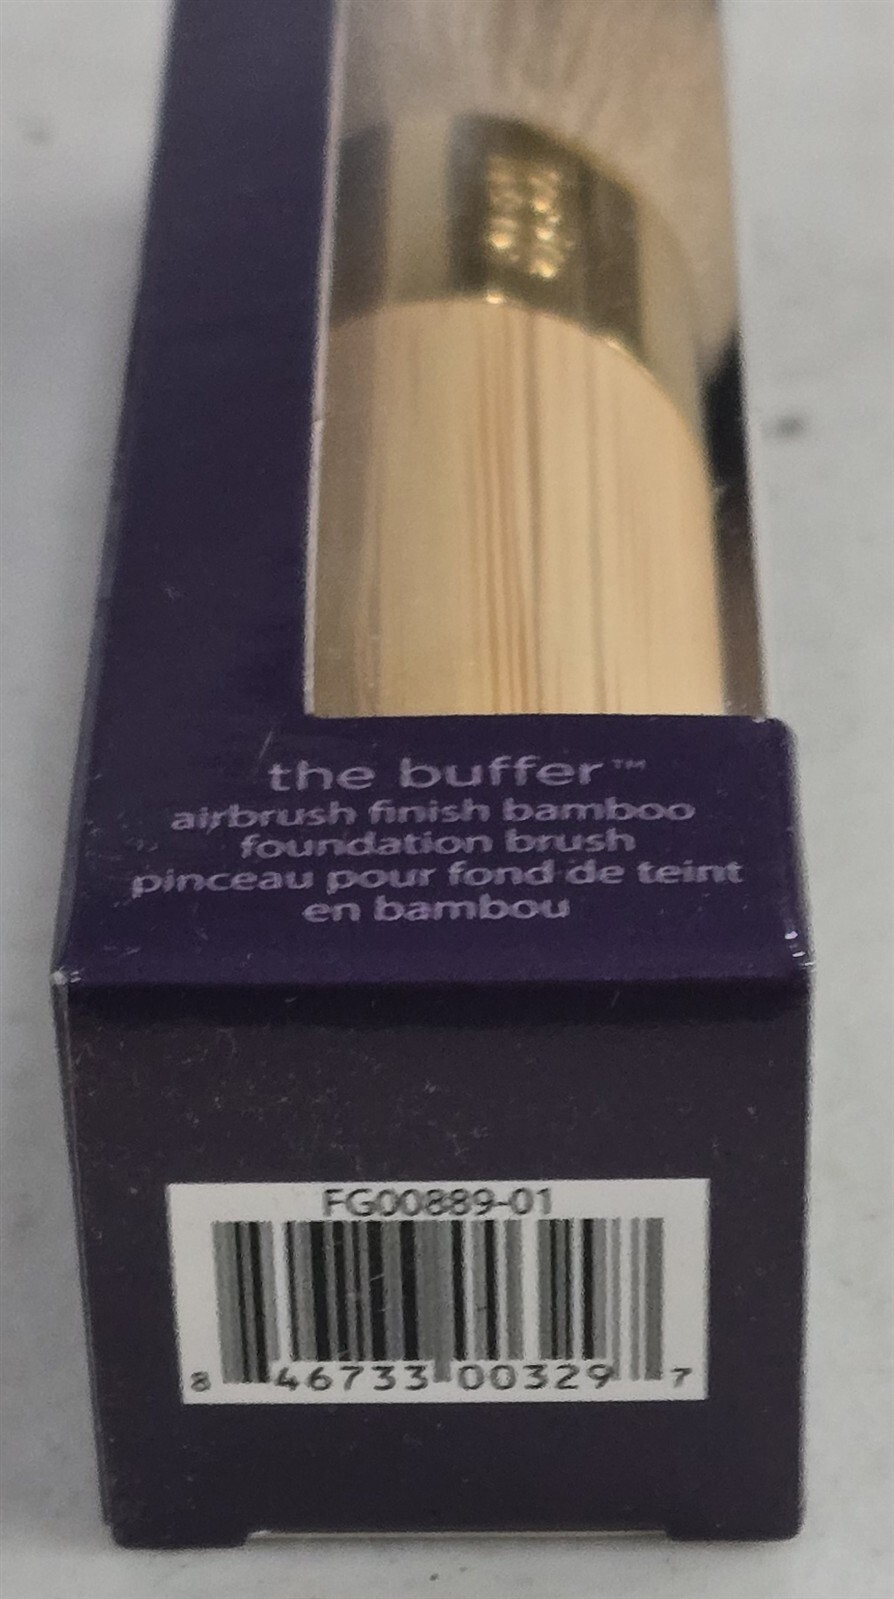 the buffer™
airbrush finish bamboo
foundation brush
pinceau pour fond de teint
en bambou
FG00889-01
8 46733 00329 7